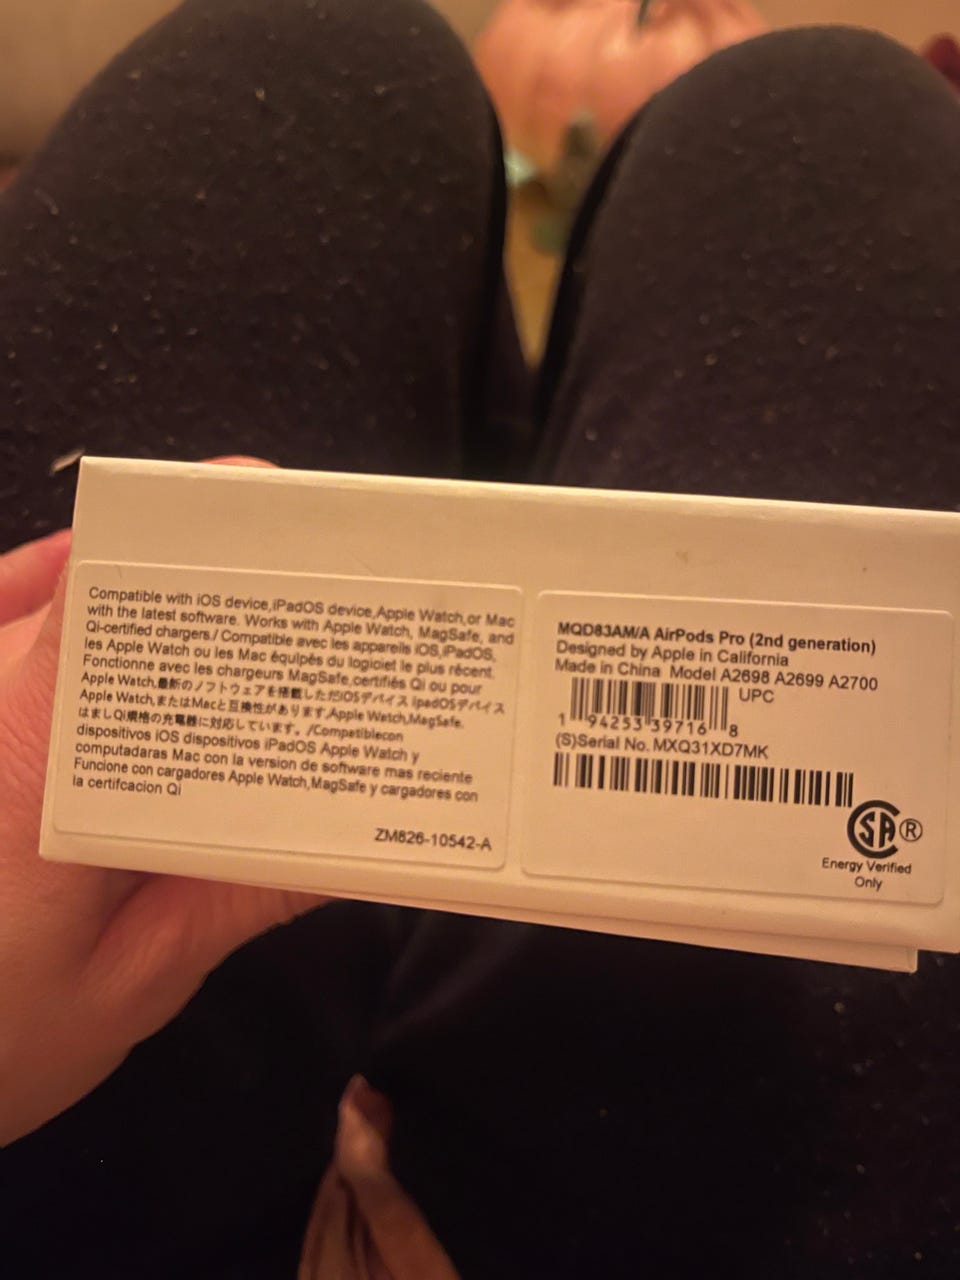 Compatible with iOS device,iPadOS device,Apple Watch,or Mac
with the latest software. Works with Apple Watch, MagSafe, and
Qi-certified chargers./ Compatible avec les appareils iOS,iPadOS,
les Apple Watch ou les Mac équipés du logiciet le plus récent.
Fonctionne avec les chargeurs MagSafe,certifiés Qi ou pour
Apple Watch,最新のノフトウェアを搭載しただiOSデバイス IpadOSデバイス
Apple Watch,またはMacと互換性があります,Apple Watch,MagSafe.
はましQi規格の充電器に対応しています。/Compatiblecon
dispositivos iOS dispositivos iPadOS Apple Watch y
computadaras Mac con la version de software mas reciente
Funcione con cargadores Apple Watch,MagSafe y cargadores con
la certifcacion Qi
ZM826-10542-A
MQD83AM/A AirPods Pro (2nd generation)
Designed by Apple in California
Made in China Model A2698 A2699 A2700
UPC
1 94253 39716 8
(S)Serial No. MXQ31XD7MK
SA ®
Energy Verified
Only